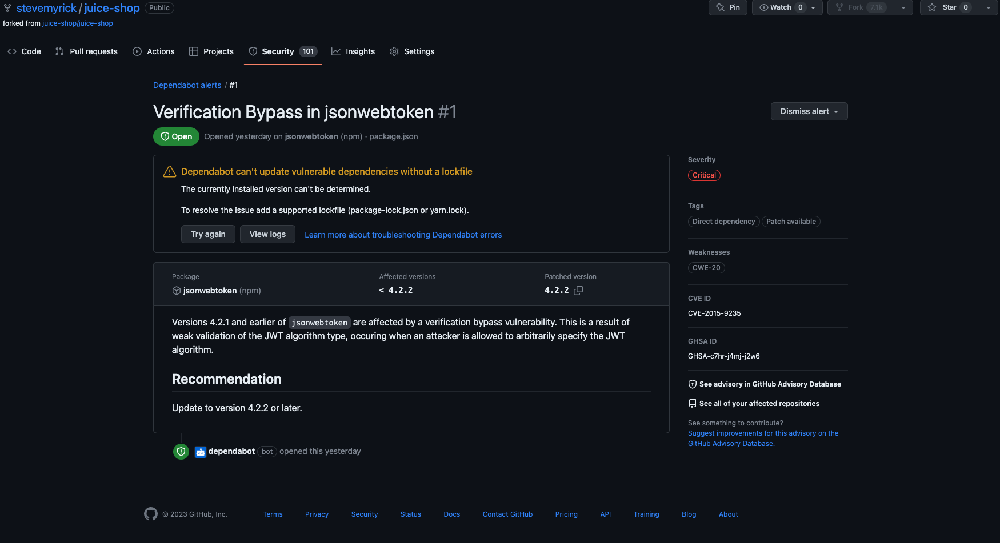 stevemyrick / juice-shop Public
Pin Watch 0 Fork 7.1k Star 0
forked from juice-shop/juice-shop
Code Pull requests Actions Projects Security 101 Insights Settings
Dependabot alerts / #1
Verification Bypass in jsonwebtoken #1
Dismiss alert
Open Opened yesterday on jsonwebtoken (npm) · package.json
Dependabot can't update vulnerable dependencies without a lockfile
The currently installed version can't be determined.
To resolve the issue add a supported lockfile (package-lock.json or yarn.lock).
Try again View logs Learn more about troubleshooting Dependabot errors
Package Affected versions Patched version
jsonwebtoken (npm) < 4.2.2 4.2.2
Versions 4.2.1 and earlier of jsonwebtoken are affected by a verification bypass vulnerability. This is a result of
weak validation of the JWT algorithm type, occuring when an attacker is allowed to arbitrarily specify the JWT
algorithm.
Recommendation
Update to version 4.2.2 or later.
dependabot bot opened this yesterday
Severity
Critical
Tags
Direct dependency Patch available
Weaknesses
CWE-20
CVE ID
CVE-2015-9235
GHSA ID
GHSA-c7hr-j4mj-j2w6
See advisory in GitHub Advisory Database
See all of your affected repositories
See something to contribute?
Suggest improvements for this advisory on the
GitHub Advisory Database.
© 2023 GitHub, Inc. Terms Privacy Security Status Docs Contact GitHub Pricing API Training Blog About